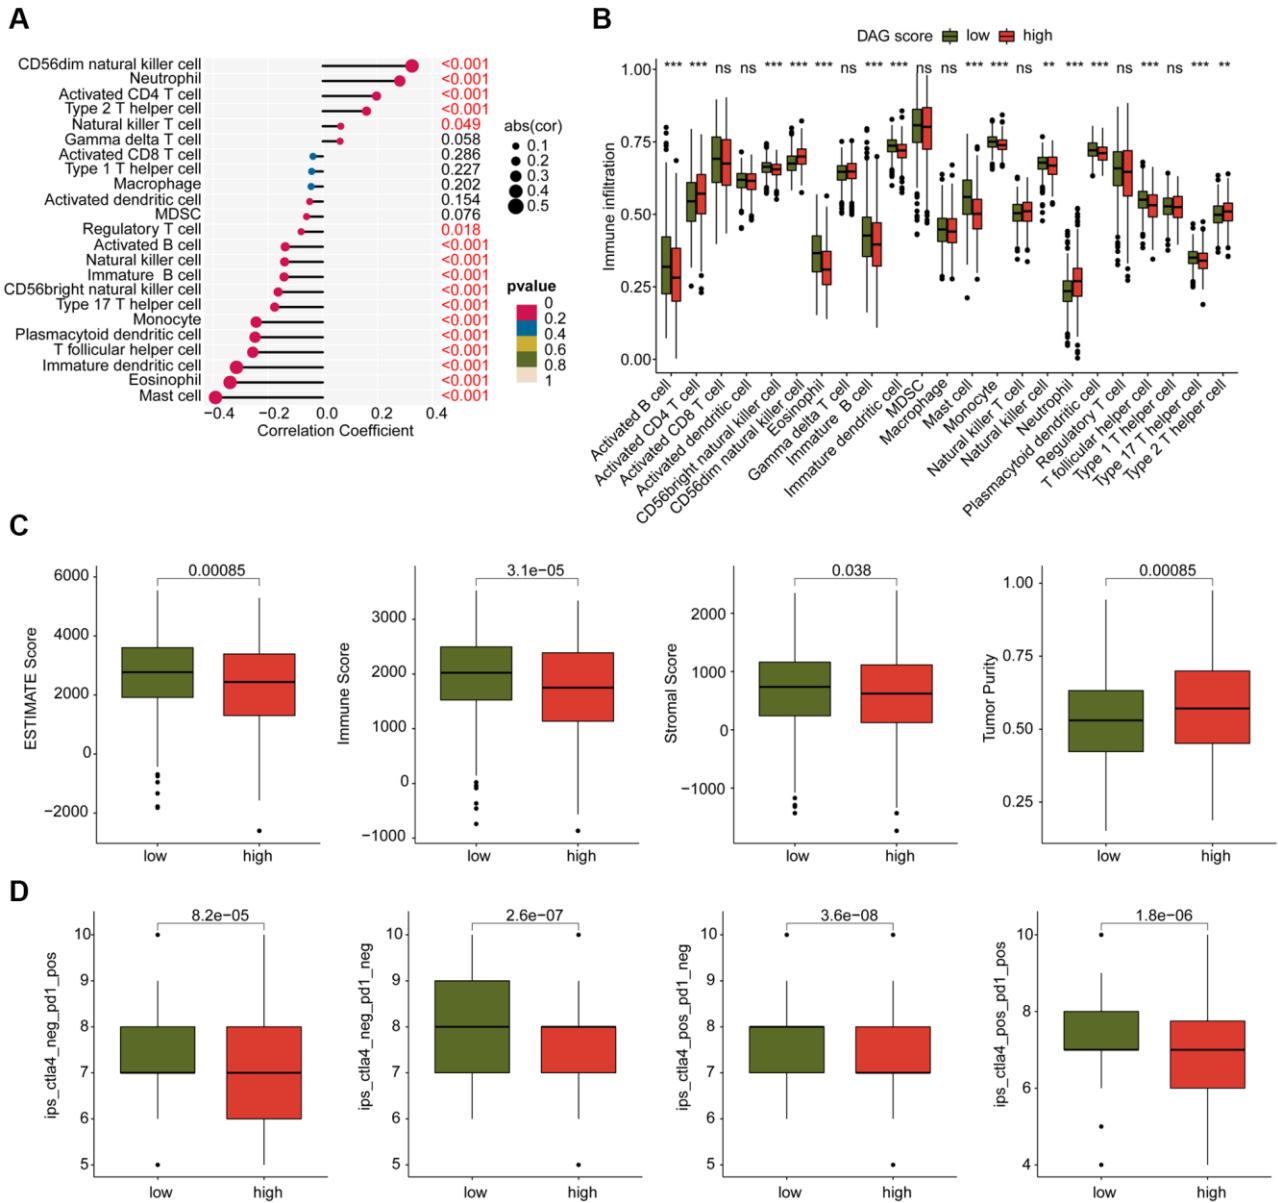 A
CD56dim natural killer cell <0.001
Neutrophil <0.001
Activated CD4 T cell <0.001
Type 2 T helper cell <0.001
Natural killer T cell 0.049
Gamma delta T cell 0.058
Activated CD8 T cell 0.286
Type 1 T helper cell 0.227
Macrophage 0.202
Activated dendritic cell 0.154
MDSC 0.076
Regulatory T cell 0.018
Activated B cell <0.001
Natural killer cell <0.001
Immature B cell <0.001
CD56bright natural killer cell <0.001
Type 17 T helper cell <0.001
Monocyte <0.001
Plasmacytoid dendritic cell <0.001
T follicular helper cell <0.001
Immature dendritic cell <0.001
Eosinophil <0.001
Mast cell <0.001
−0.4 −0.2 0.0 0.2 0.4
Correlation Coefficient
abs(cor)
0.1
0.2
0.3
0.4
0.5
pvalue
0
0.2
0.4
0.6
0.8
1
B
DAG score low high
*** *** ns ns *** *** *** ns *** *** ns ns *** *** ns ** *** *** ns *** ns *** **
Immune infiltration
1.00
0.75
0.50
0.25
0.00
Activated B cell
Activated CD4 T cell
Activated CD8 T cell
Activated dendritic cell
CD56bright natural killer cell
CD56dim natural killer cell
Eosinophil
Gamma delta T cell
Immature B cell
Immature dendritic cell
MDSC
Macrophage
Mast cell
Monocyte
Natural killer T cell
Natural killer cell
Neutrophil
Plasmacytoid dendritic cell
Regulatory T cell
T follicular helper cell
Type 1 T helper cell
Type 17 T helper cell
Type 2 T helper cell
C
ESTIMATE Score
6000
4000
2000
0
−2000
0.00085
low high
Immune Score
3000
2000
1000
0
−1000
3.1e−05
low high
Stromal Score
2000
1000
0
−1000
0.038
low high
Tumor Purity
1.00
0.75
0.50
0.25
0.00085
low high
D
ips_ctla4_neg_pd1_pos
10
9
8
7
6
5
8.2e−05
low high
ips_ctla4_neg_pd1_neg
10
9
8
7
6
5
2.6e−07
low high
ips_ctla4_pos_pd1_neg
10
9
8
7
6
5
3.6e−08
low high
ips_ctla4_pos_pd1_pos
10
8
6
4
1.8e−06
low high